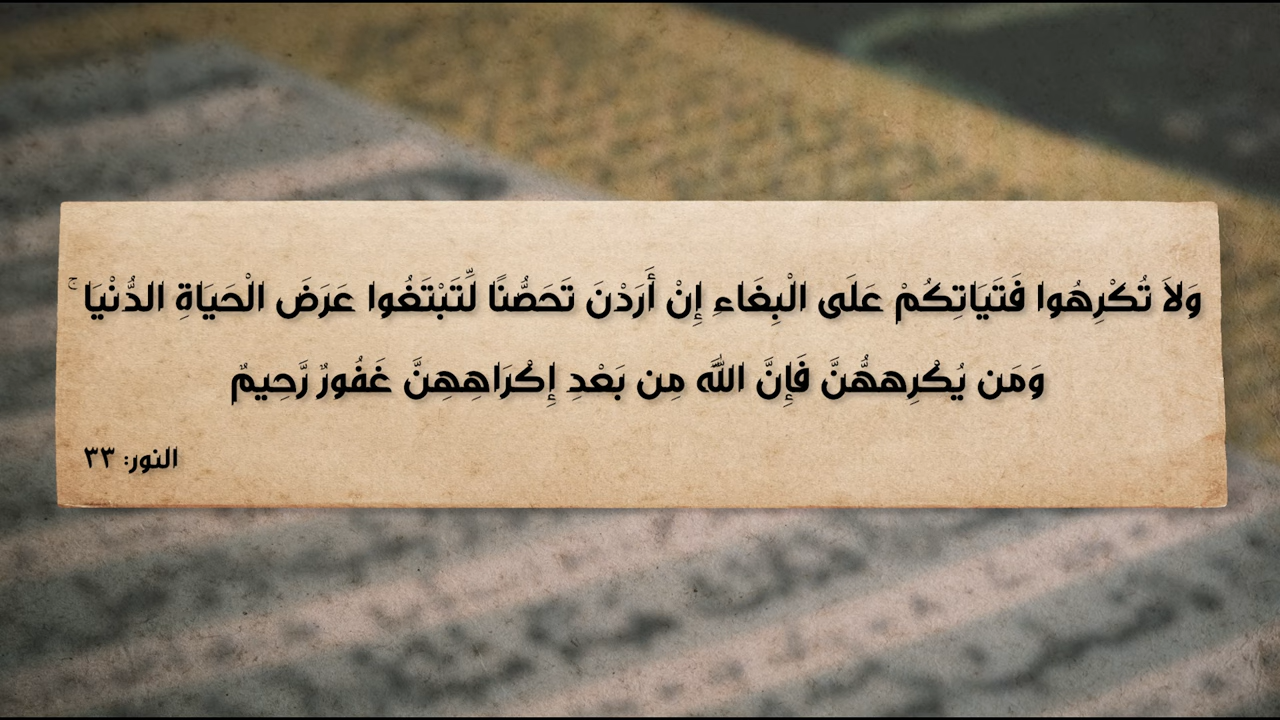 وَلاَ تُكْرِهُوا فَتَيَاتِكُمْ عَلَى الْبِغَاءِ إِنْ أَرَدْنَ تَحَصُّنًا لِّتَبْتَغُوا عَرَضَ الْحَيَاةِ الدُّنْيَا ۚ
وَمَن يُكْرِههُّنَّ فَإِنَّ اللَّهَ مِن بَعْدِ إِكْرَاهِهِنَّ غَفُورٌ رَّحِيمٌ
النور: ٣٣